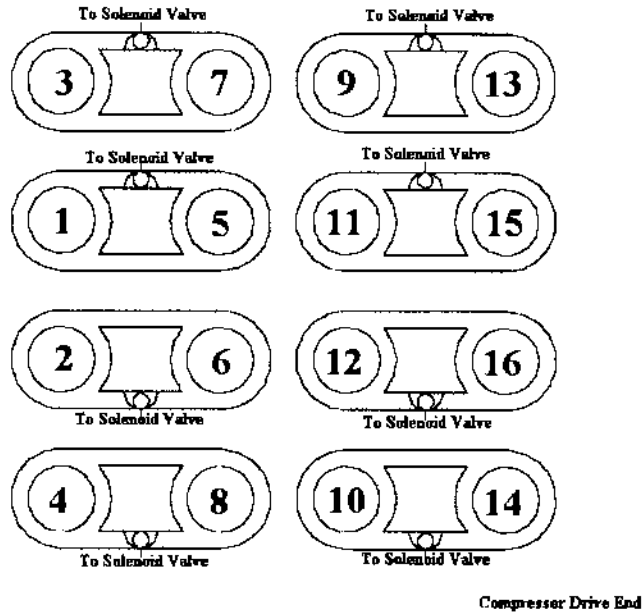 To Solenoid Valve To Solenoid Valve
3 7 9 13
To Solenoid Valve To Solenoid Valve
1 5 11 15
2 6 12 16
To Solenoid Valve To Solenoid Valve
4 8 10 14
To Solenoid Valve To Solenoid Valve
Compressor Drive End